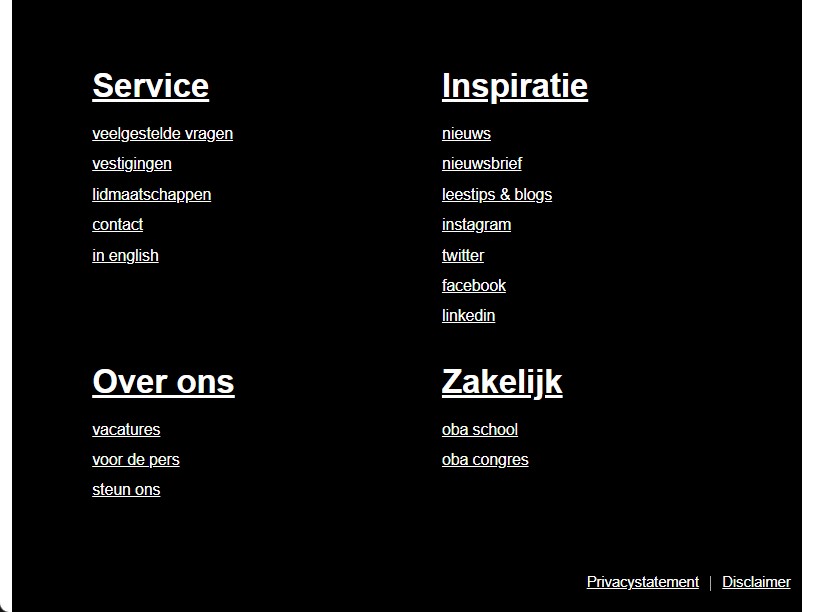 Service
veelgestelde vragen
vestigingen
lidmaatschappen
contact
in english
Inspiratie
nieuws
nieuwsbrief
leestips & blogs
instagram
twitter
facebook
linkedin
Over ons
vacatures
voor de pers
steun ons
Zakelijk
oba school
oba congres
Privacystatement | Disclaimer